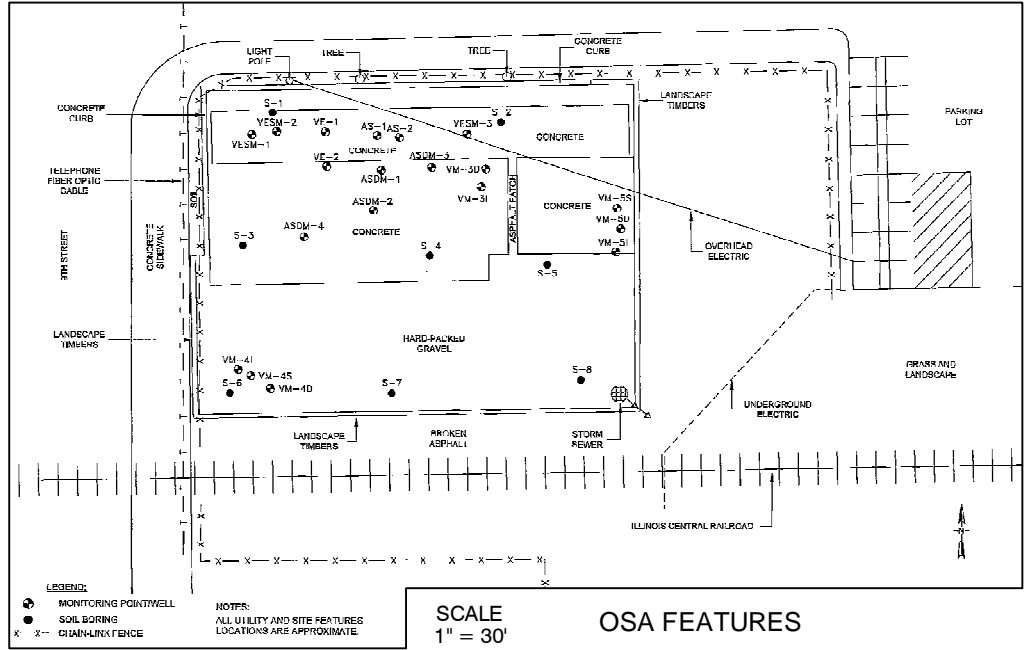 LIGHT
POLE
TREE
TREE
CONCRETE
CURB
CONCRETE
CURB
LANDSCAPE
TIMBERS
PARKING
LOT
S-1
S-2
VESM-2
VE-1
AS-1
AS-2
VESM-3
VESM-1
CONCRETE
CONCRETE
VE-2
ASDM-3
VM-3D
ASDM-1
VM-3I
TELEPHONE
FIBER OPTIC
CABLE
SOIL
ASDM-2
ASPHALT PATCH
CONCRETE
VM-5S
VM-5D
VM-5I
ASDM-4
CONCRETE
S-3
S-4
S-5
9TH STREET
CONCRETE
SIDEWALK
OVERHEAD
ELECTRIC
LANDSCAPE
TIMBERS
HARD-PACKED
GRAVEL
VM-4I
VM-4S
VM-4D
S-6
S-7
S-8
GRASS AND
LANDSCAPE
UNDERGROUND
ELECTRIC
LANDSCAPE
TIMBERS
BROKEN
ASPHALT
STORM
SEWER
ILLINOIS CENTRAL RAILROAD
N
LEGEND:
MONITORING POINT/WELL
SOIL BORING
CHAIN-LINK FENCE
NOTES:
ALL UTILITY AND SITE FEATURES
LOCATIONS ARE APPROXIMATE.
SCALE
1" = 30'
OSA FEATURES